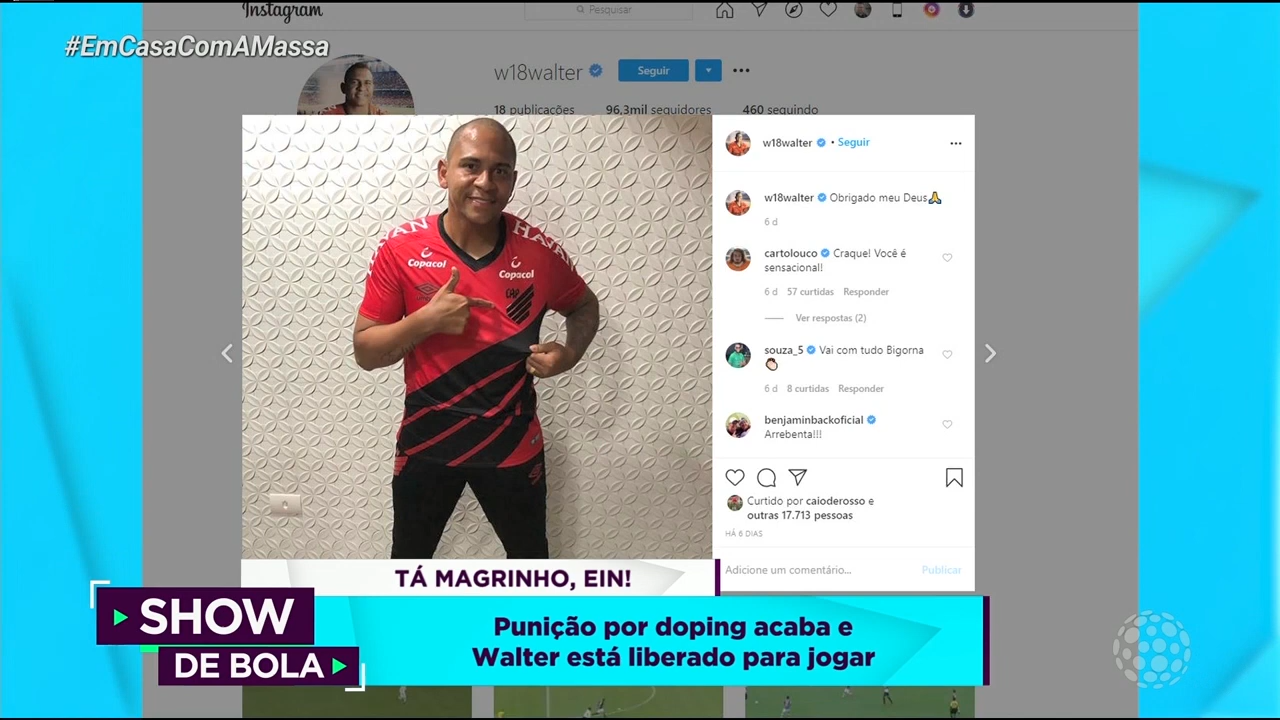 Instagram
Pesquisar
#EmCasaComAMassa
w18walter
Seguir
18 publicações 96,3mil seguidores 460 seguindo
HAVAN
HAVAN
Copacol
Copacol
CAP
w18walter • Seguir
w18walter Obrigado meu Deus🙏
6 d
cartolouco Craque! Você é
sensacional!
6 d 57 curtidas Responder
Ver respostas (2)
souza_5 Vai com tudo Bigorna
👏🏻
6 d 8 curtidas Responder
benjaminbackoficial
Arrebenta!!!
Curtido por caioderosso e
outras 17.713 pessoas
HÁ 6 DIAS
Adicione um comentário... Publicar
TÁ MAGRINHO, EIN!
SHOW
DE BOLA
Punição por doping acaba e
Walter está liberado para jogar